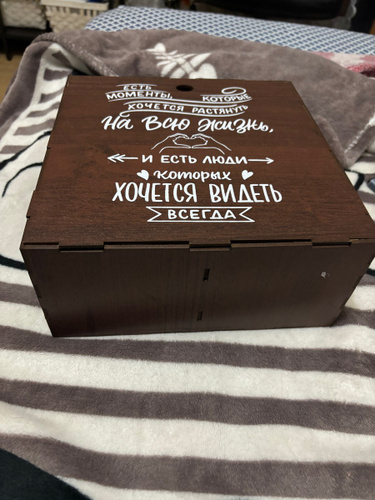 ЕСТЬ
МОМЕНТЫ, КОТОРЫЕ
ХОЧЕТСЯ РАСТЯНУТЬ
На Всю жизнь,
И ЕСТЬ ЛЮДИ
которых
ХОЧЕТСЯ ВИДЕТЬ
ВСЕГДА